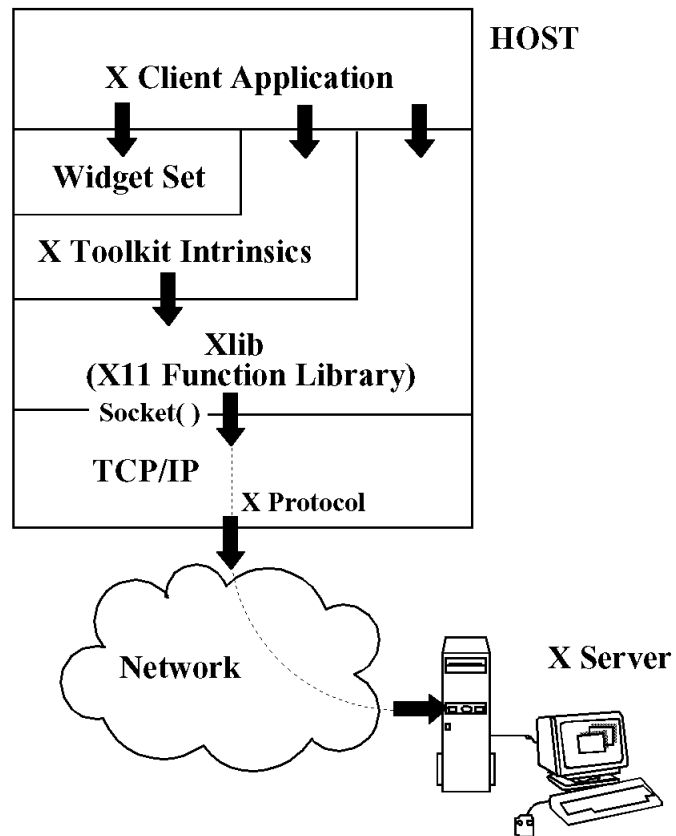 HOST
X Client Application
Widget Set
X Toolkit Intrinsics
Xlib
(X11 Function Library)
Socket( )
TCP/IP
X Protocol
Network
X Server